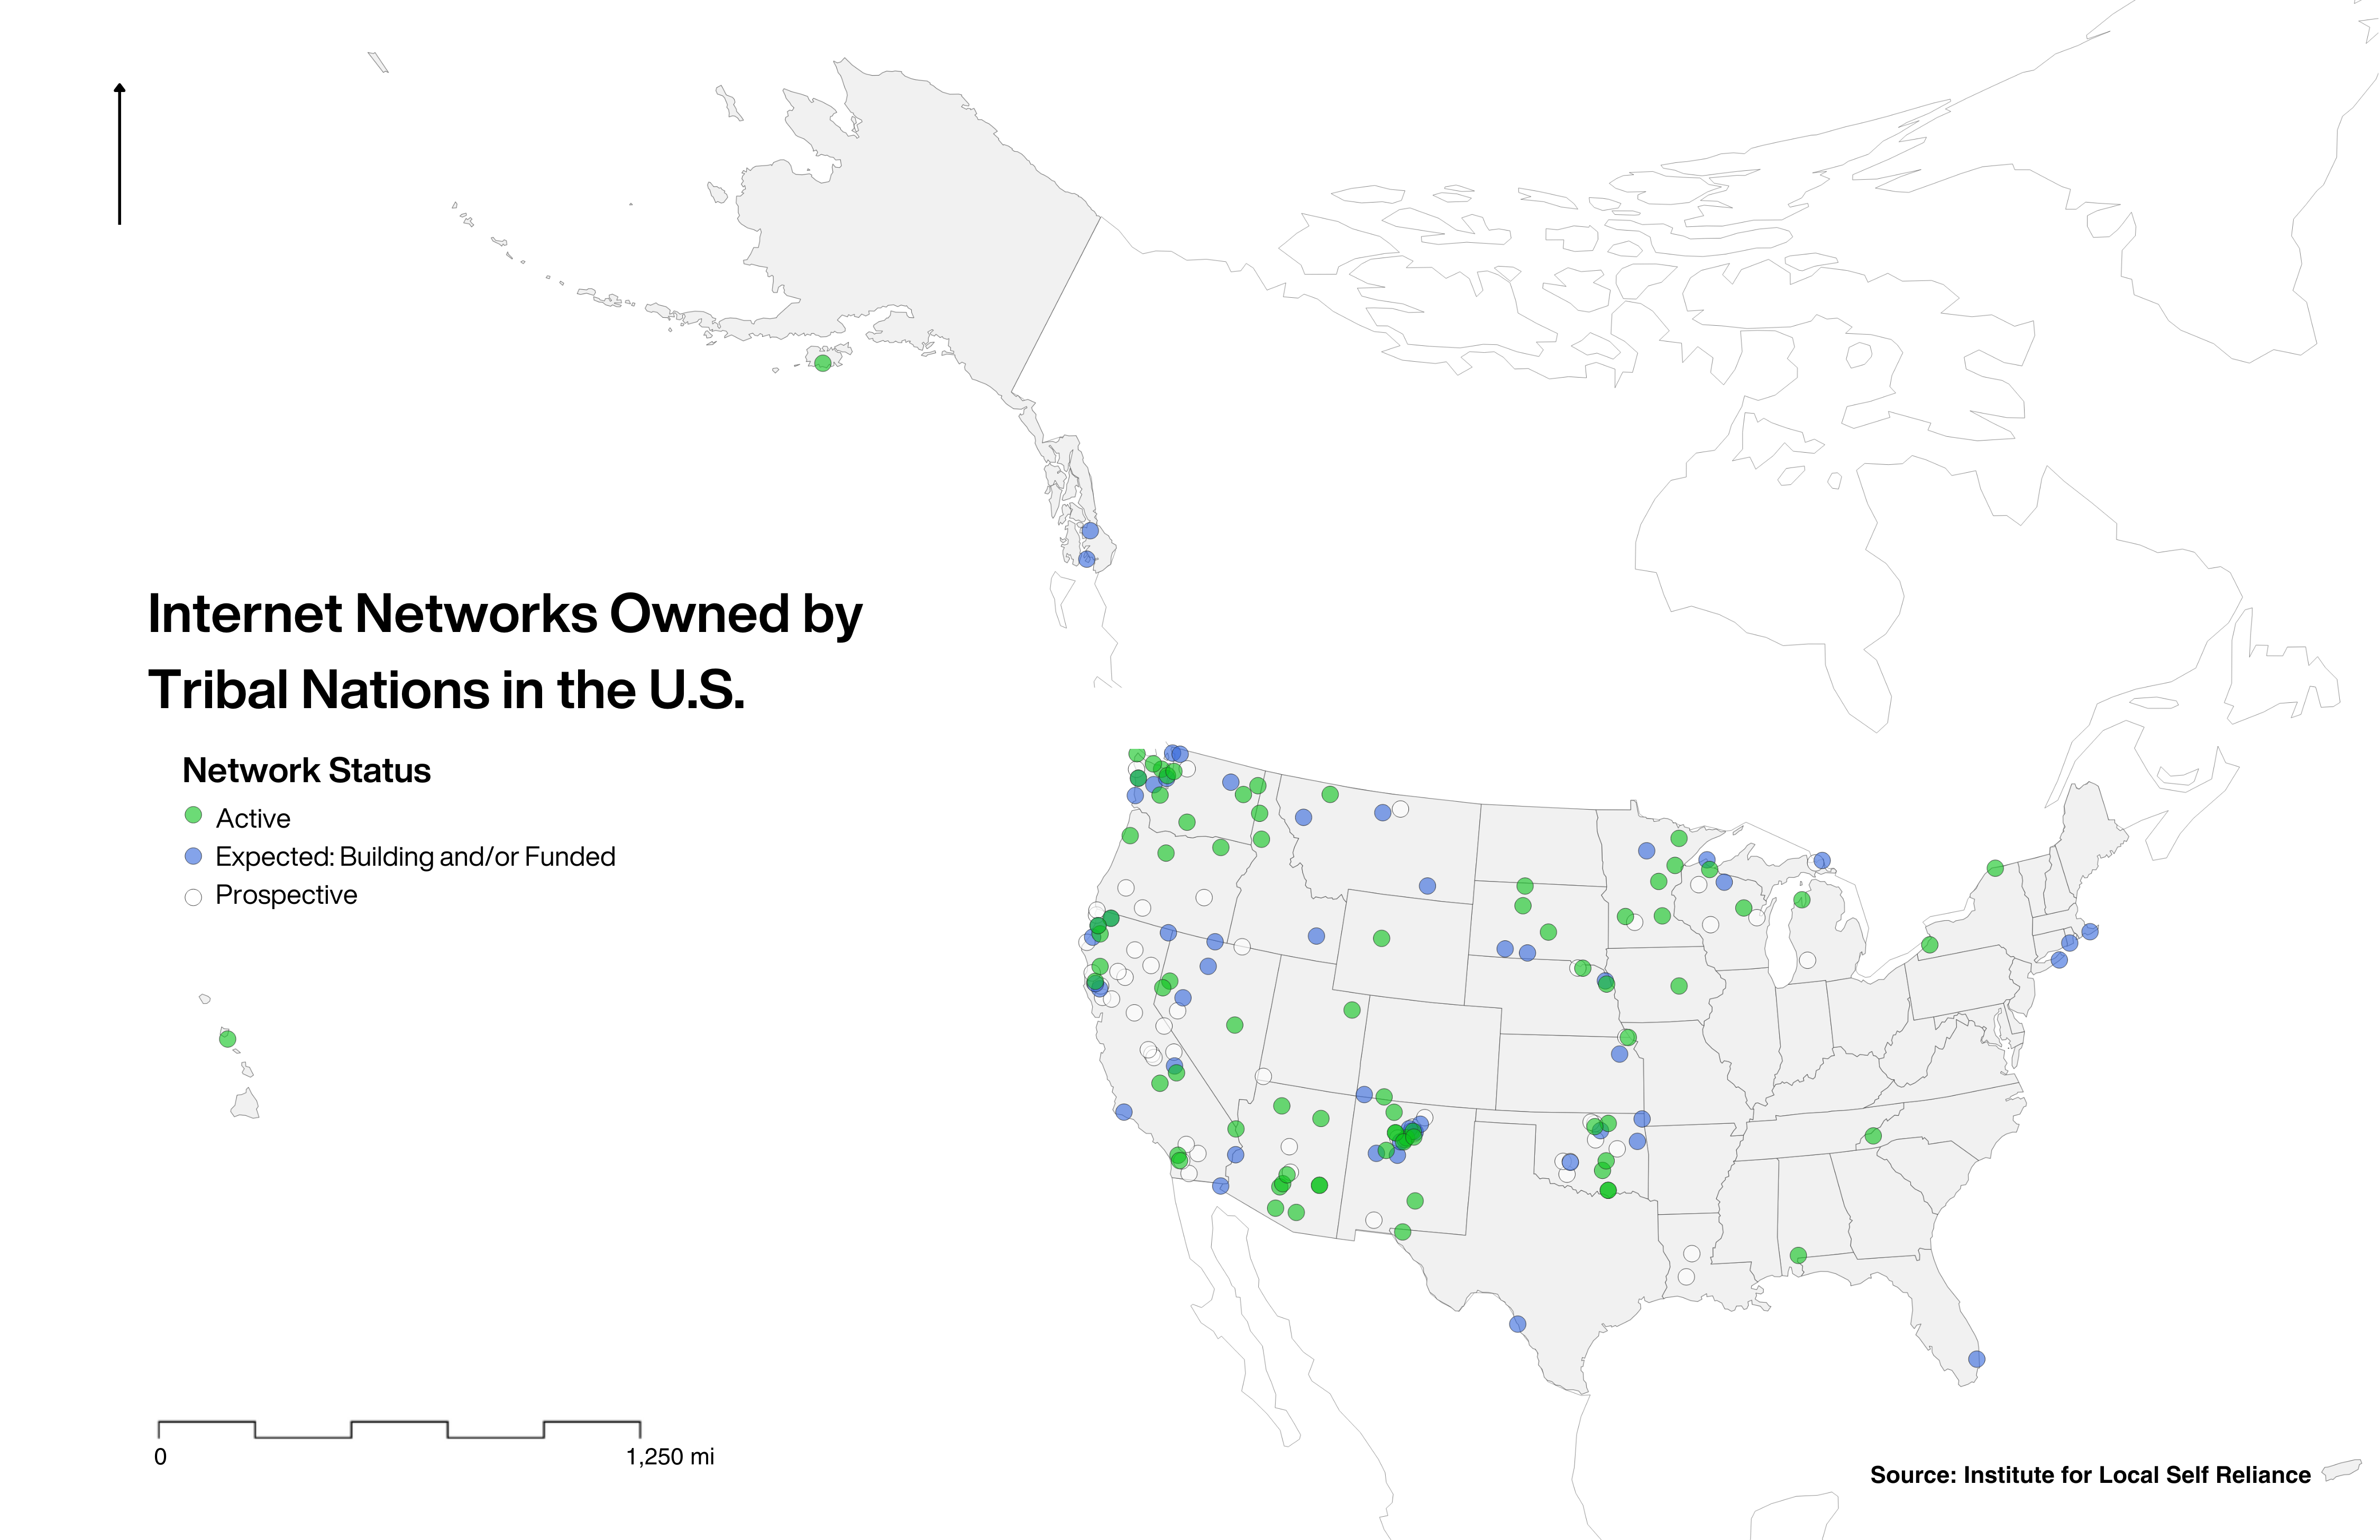 Internet Networks Owned by
Tribal Nations in the U.S.
Network Status
Active
Expected: Building and/or Funded
Prospective
0
1,250 mi
Source: Institute for Local Self Reliance